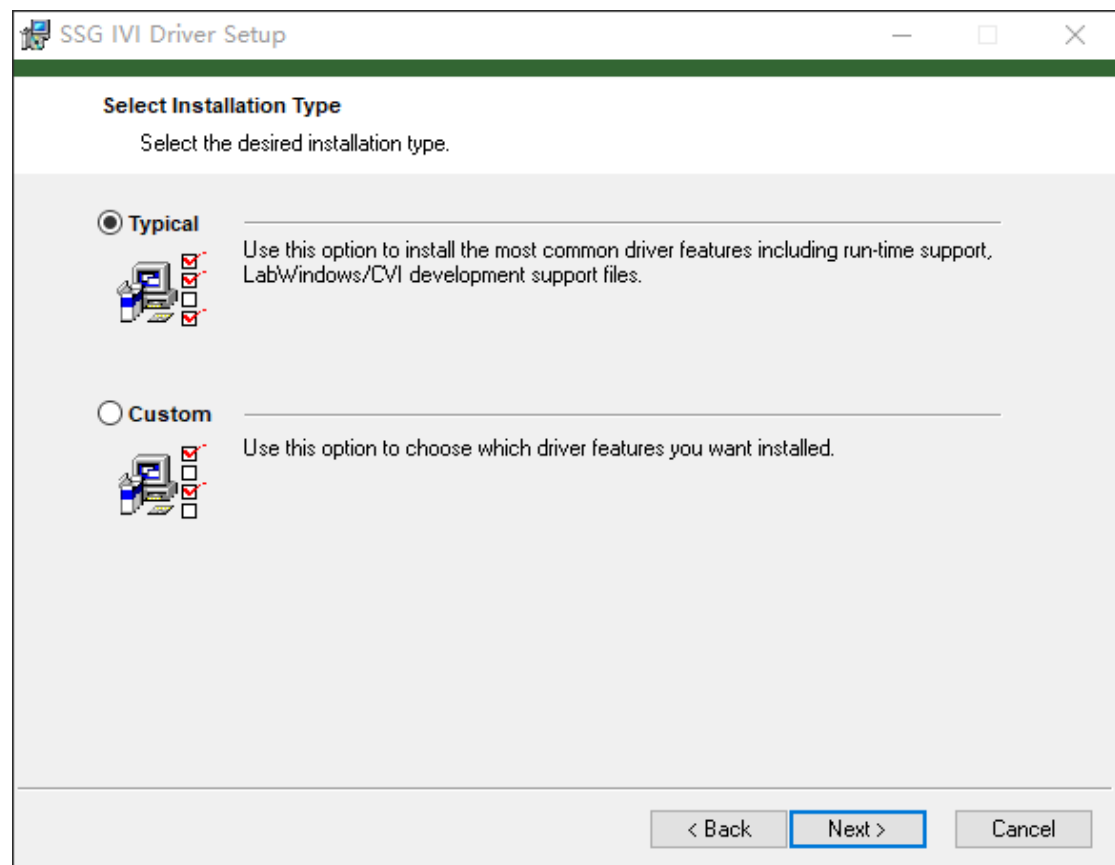 SSG IVI Driver Setup
Select Installation Type
Select the desired installation type.
Typical
Use this option to install the most common driver features including run-time support,
LabWindows/CVI development support files.
Custom
Use this option to choose which driver features you want installed.
< Back
Next >
Cancel